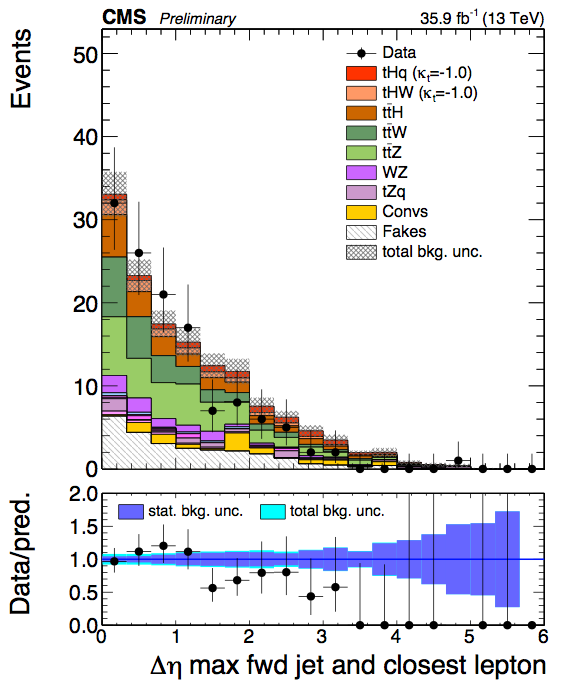 CMS Preliminary 35.9 fb⁻¹ (13 TeV)
Events
50
40
30
20
10
0
Data
tHq (κₜ=-1.0)
tHW (κₜ=-1.0)
tt̄H
tt̄W
tt̄Z
WZ
tZq
Convs
Fakes
total bkg. unc.
Data/pred.
2.0
1.5
1.0
0.5
0.0
stat. bkg. unc. total bkg. unc.
0 1 2 3 4 5 6
Δη max fwd jet and closest lepton